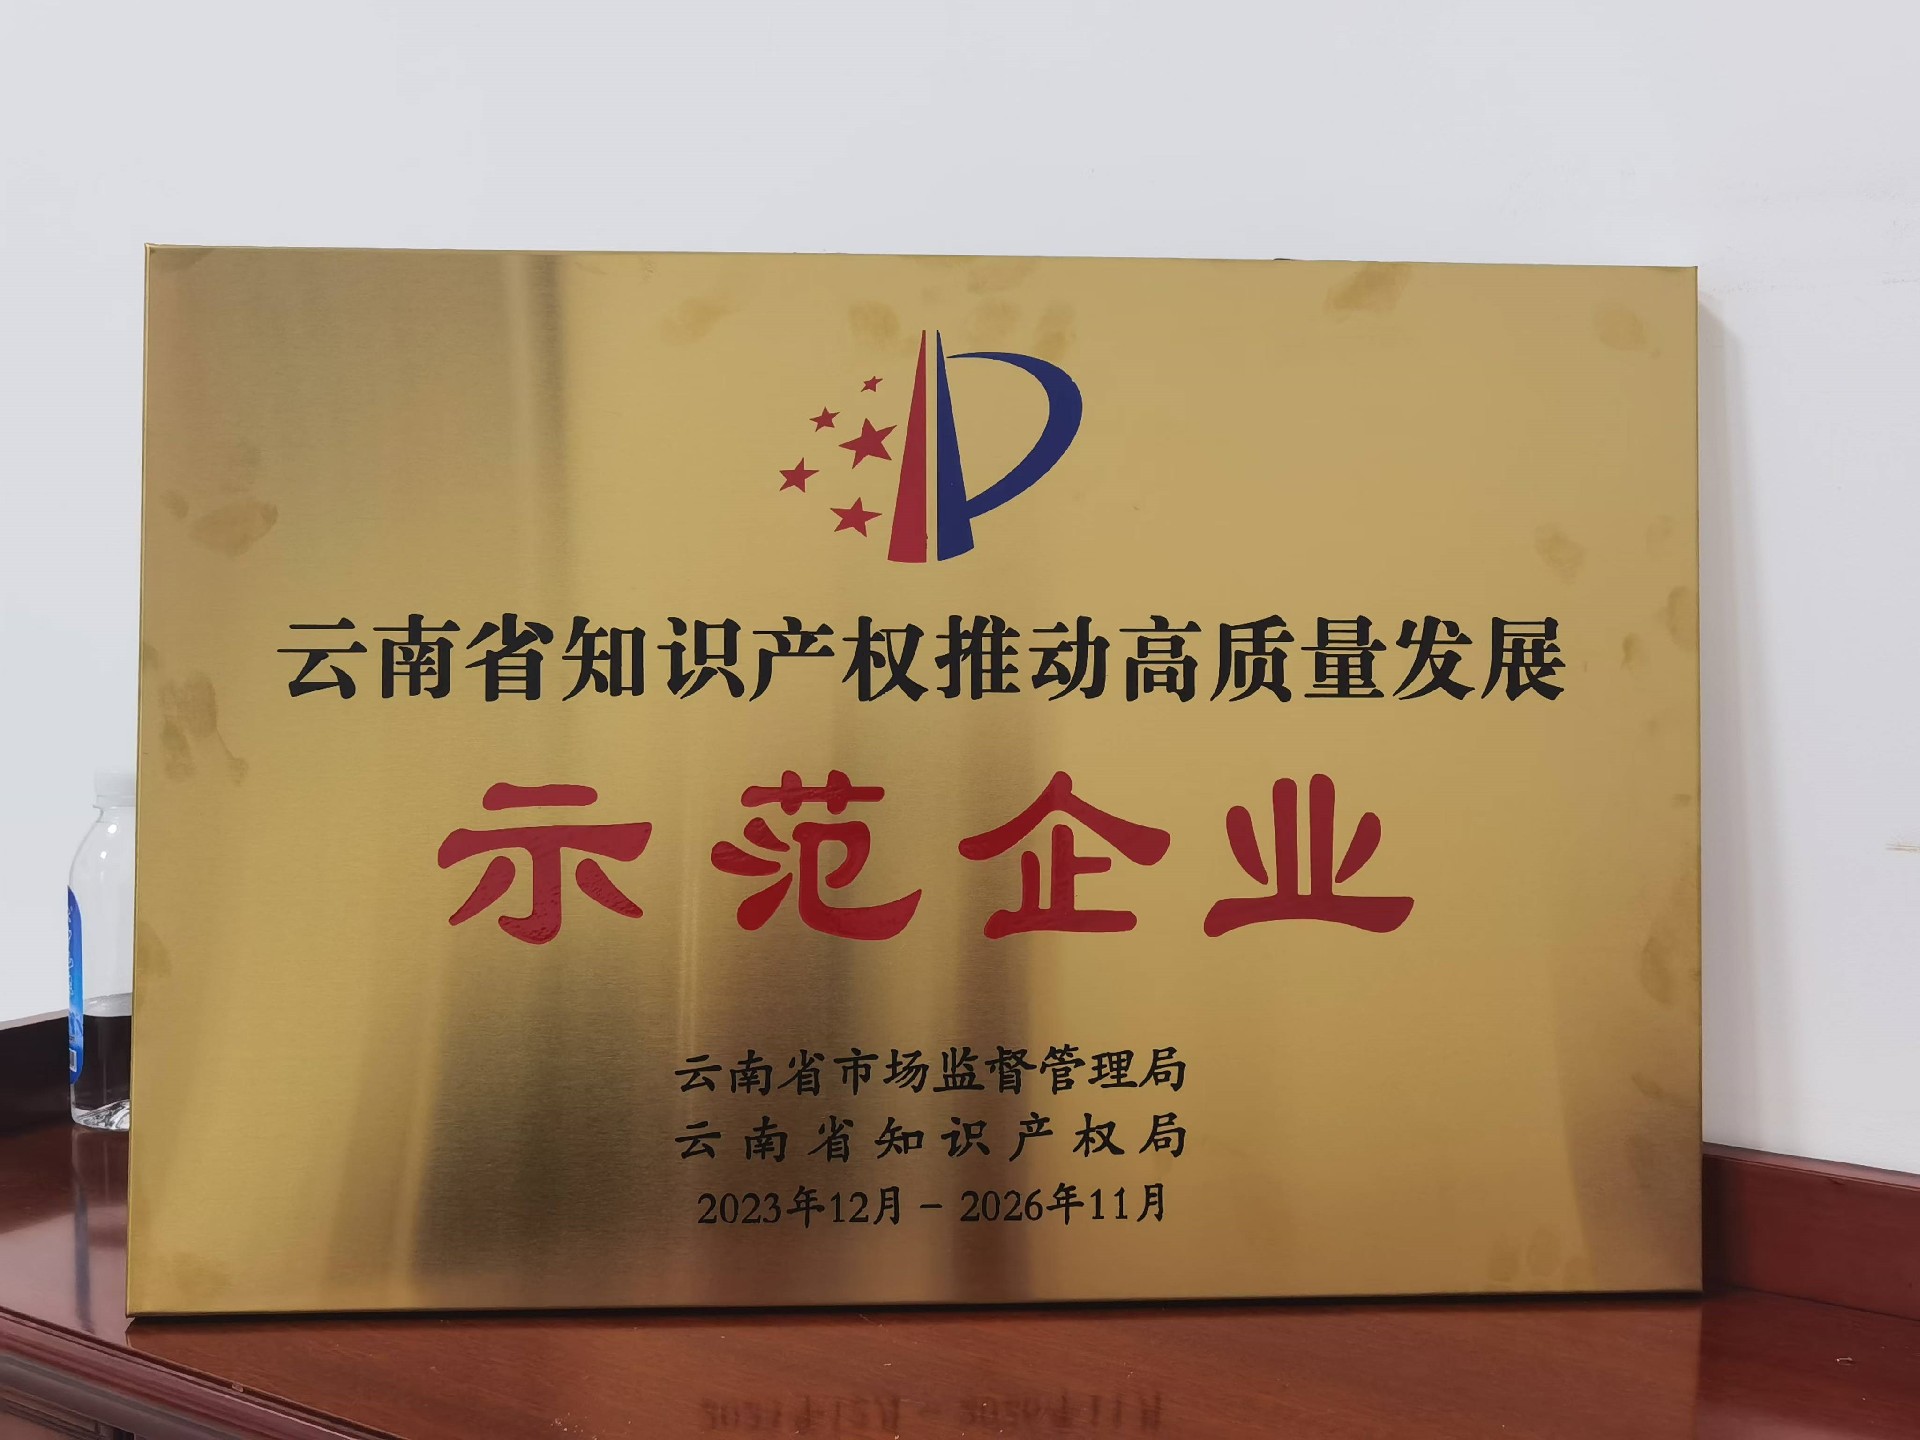 云南省知识产权推动高质量发展
示范企业
云南省市场监督管理局
云南省知识产权局
2023年12月－2026年11月